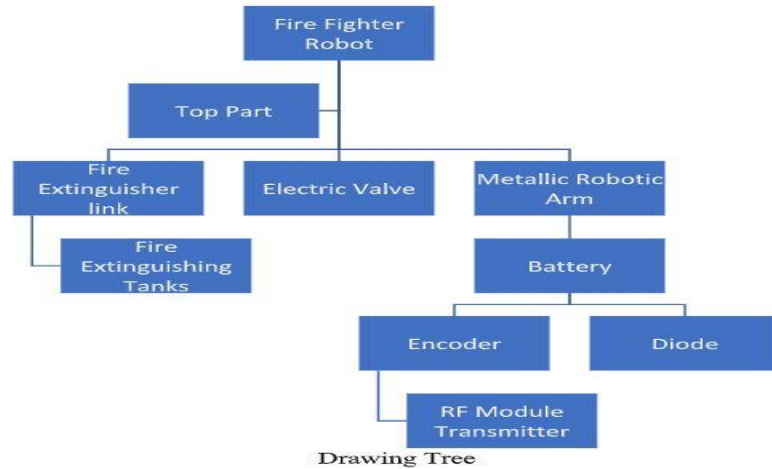 Fire Fighter
Robot
Top Part
Fire
Extinguisher
link
Electric Valve
Metallic Robotic
Arm
Fire
Extinguishing
Tanks
Battery
Encoder
Diode
RF Module
Transmitter
Drawing Tree